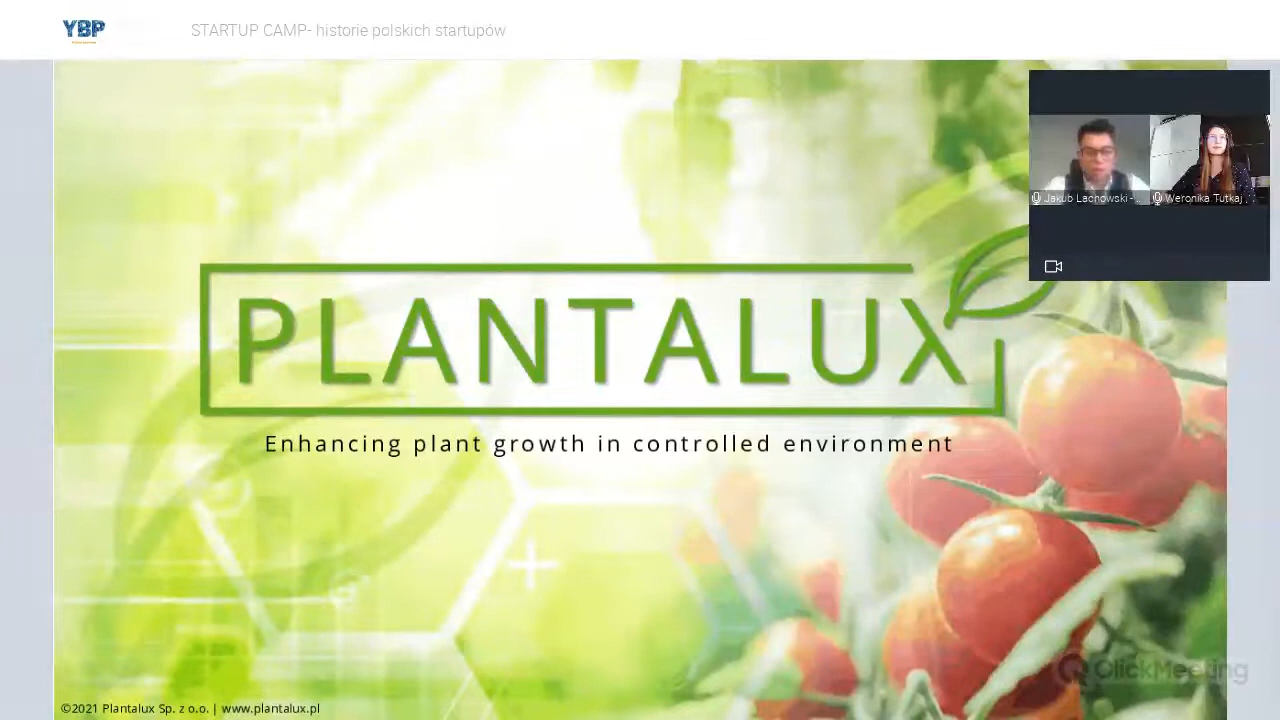 YBP
STARTUP CAMP- historie polskich startupów
Jakub Lachowski - ..
Weronika Tutkaj
PLANTALUX
Enhancing plant growth in controlled environment
ClickMeeting
©2021 Plantalux Sp. z o.o. | www.plantalux.pl